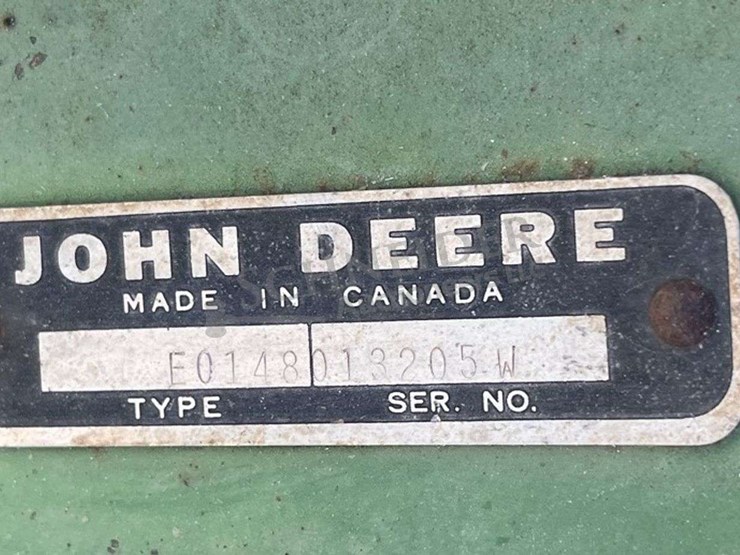 JOHN DEERE
MADE IN CANADA
E0148013205W
TYPE SER. NO.